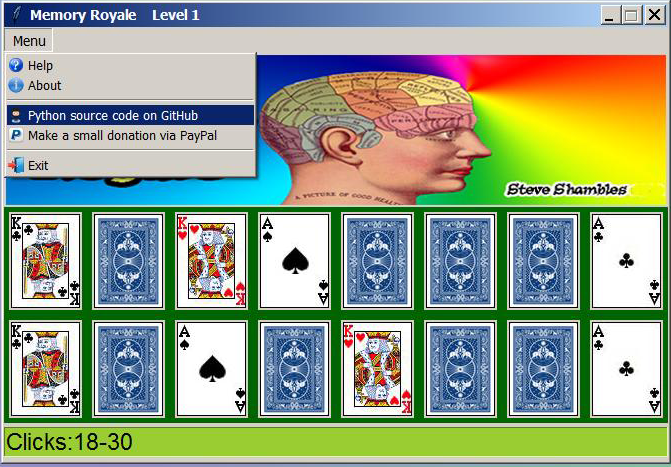 Memory Royale Level 1
Menu
Help
About
Python source code on GitHub
Make a small donation via PayPal
Exit
PERIRING
A PICTURE OF GOOD HEALTH
Steve Shambles
K K A A
K A K A
Clicks:18-30